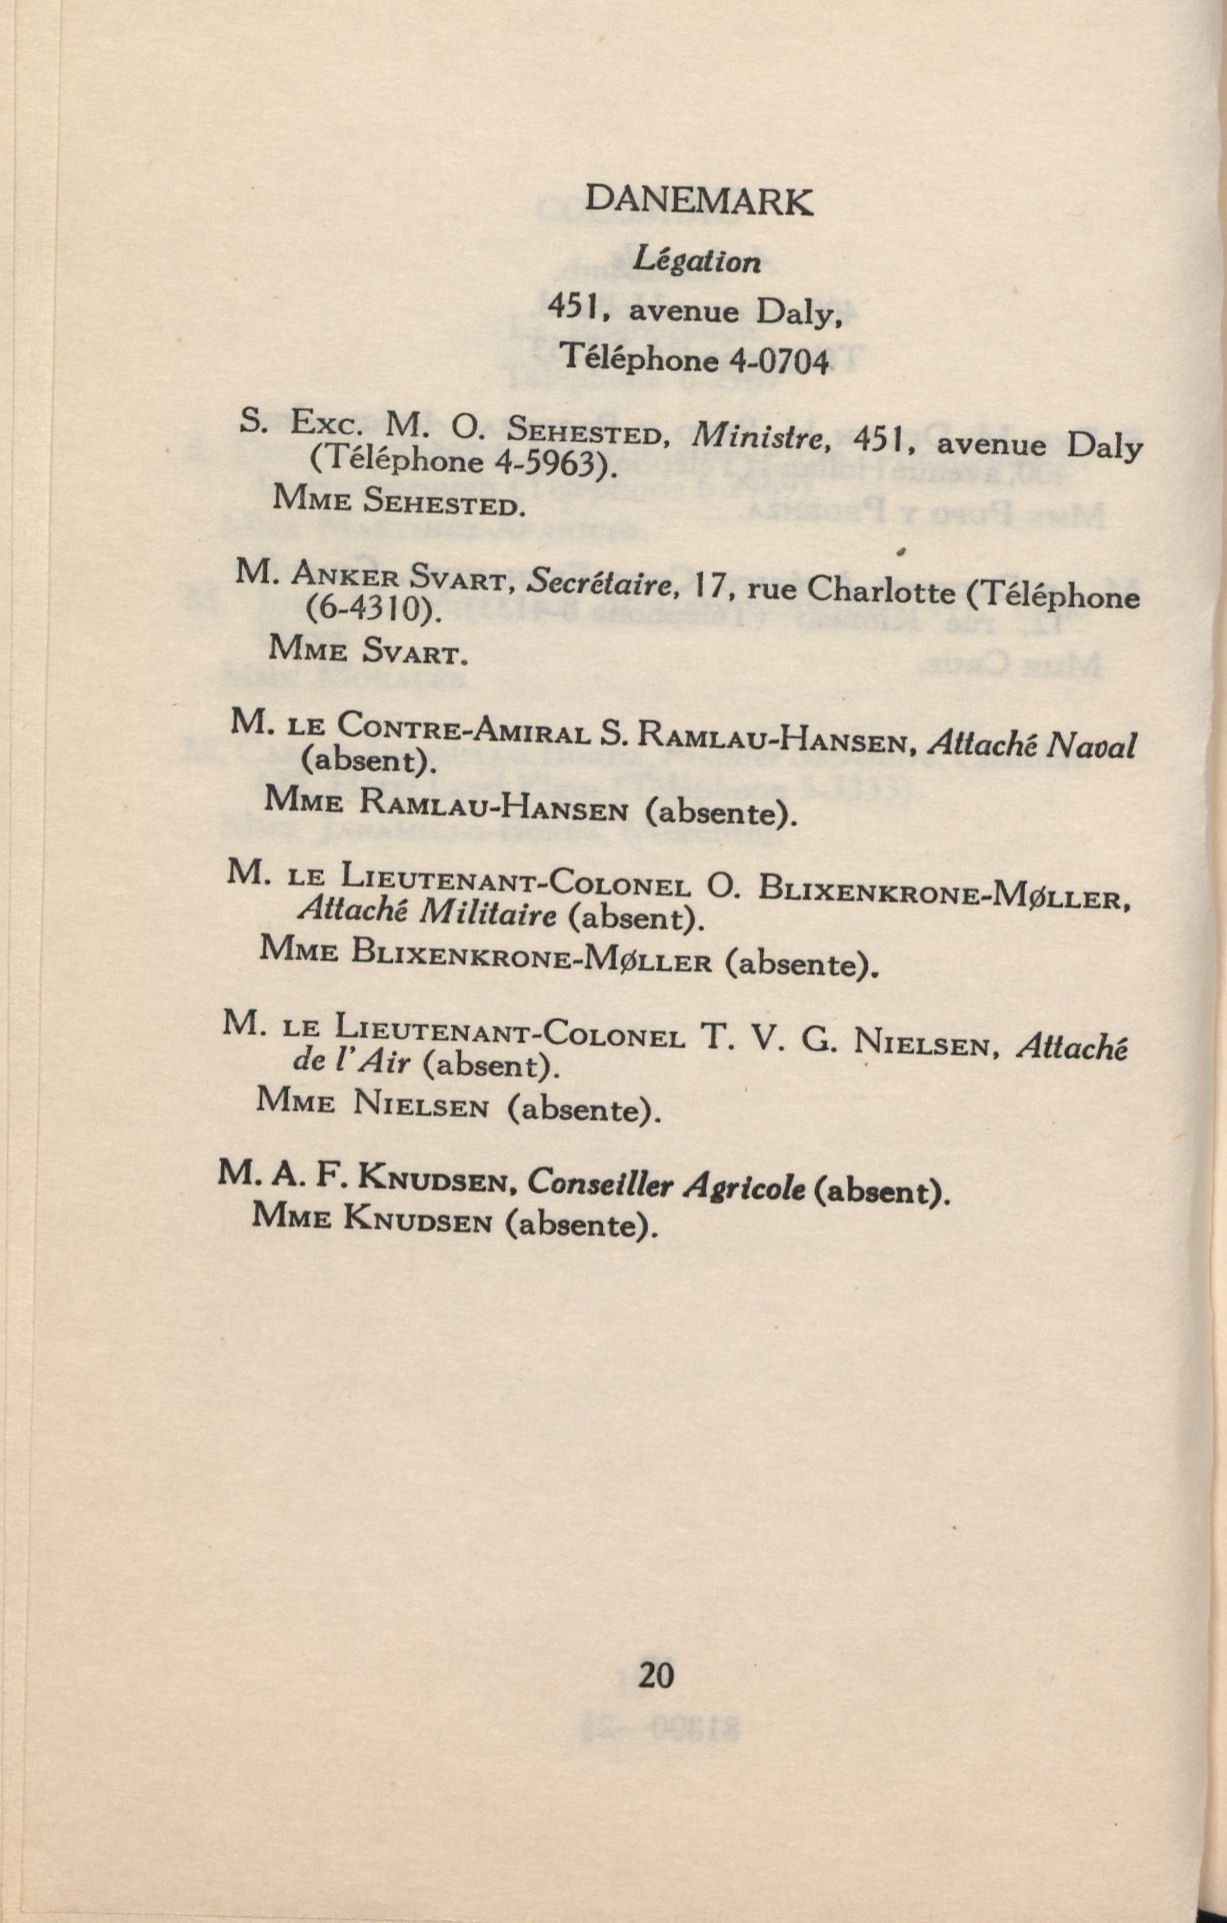 DANEMARK
Légation
451, avenue Daly,
Téléphone 4-0704
S. Exc. M. O. Sehested, Ministre, 451, avenue Daly
(Téléphone 4-5963).
Mme Sehested.
M. Anker Svart, Secrétaire, 17, rue Charlotte (Téléphone
(6-4310).
Mme Svart.
M. le Contre-Amiral S. Ramlau-Hansen, Attaché Naval
(absent).
Mme Ramlau-Hansen (absente).
M. le Lieutenant-Colonel O. Blixenkrone-Møller,
Attaché Militaire (absent).
Mme Blixenkrone-Møller (absente).
M. le Lieutenant-Colonel T. V. G. Nielsen, Attaché
de l'Air (absent).
Mme Nielsen (absente).
M. A. F. Knudsen, Conseiller Agricole (absent).
Mme Knudsen (absente).
20